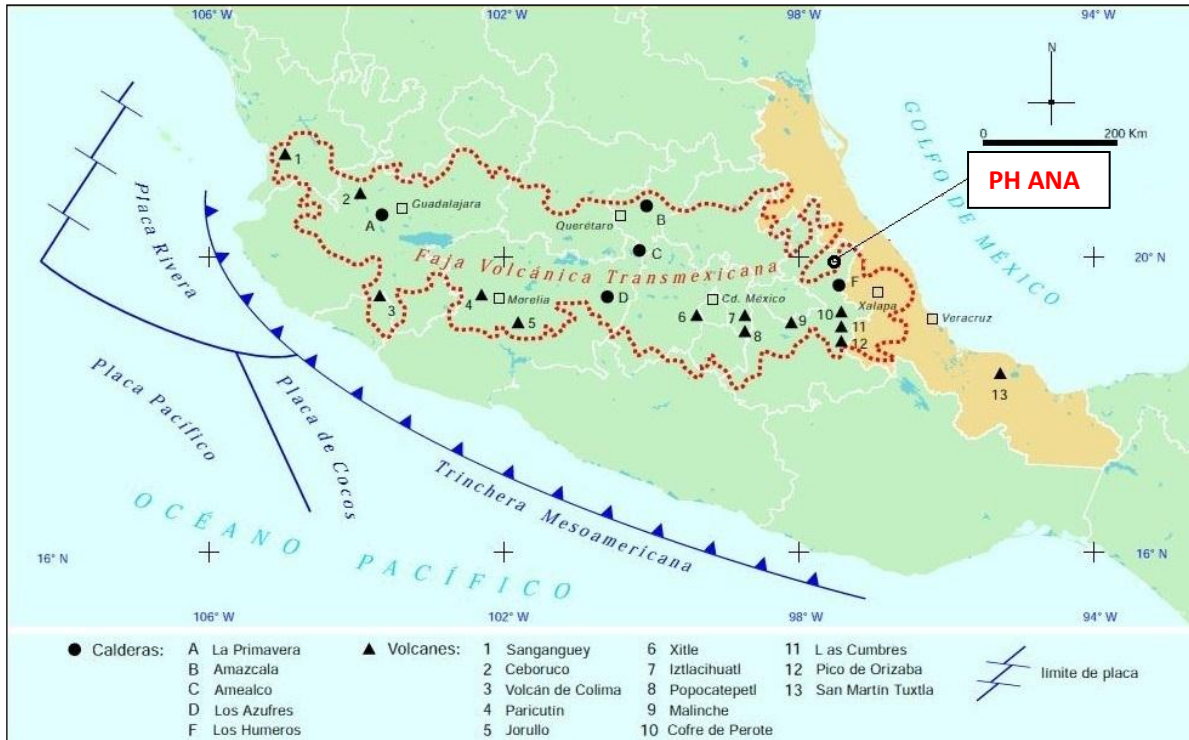 106° W
102° W
98° W
94° W
N
0
200 Km
GOLFO DE MÉXICO
PH ANA
1
2
Guadalajara
A
Querétaro
B
C
Placa Rivera
Faja Volcánica Transmexicana
20° N
20° N
G
F
Xalapa
Veracruz
3
4
Morelia
5
D
Cd. México
6
7
8
9
10
11
12
13
Placa Pacífico
Placa de Cocos
Trinchera Mesoamericana
OCÉANO PACÍFICO
16° N
16° N
106° W
102° W
98° W
94° W
Calderas:
A La Primavera
B Amazcala
C Amealco
D Los Azufres
F Los Humeros
Volcanes:
1 Sanganguey
2 Ceboruco
3 Volcán de Colima
4 Paricutín
5 Jorullo
6 Xitle
7 Iztlacihuatl
8 Popocatepetl
9 Malinche
10 Cofre de Perote
11 L as Cumbres
12 Pico de Orizaba
13 San Martín Tuxtla
límite de placa